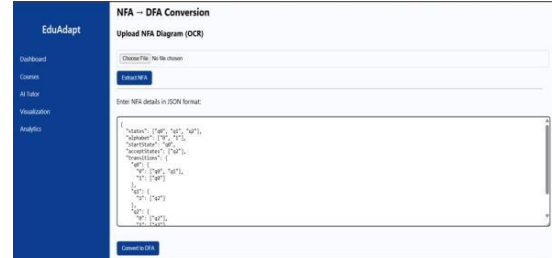 EduAdapt
Dashboard
Courses
AI Tutor
Visualization
Analytics
NFA → DFA Conversion
Upload NFA Diagram (OCR)
Choose File No file chosen
Extract NFA
Enter NFA details in JSON format:
{
"states": ["q0", "q1", "q2"],
"alphabet": ["0", "1"],
"startState": "q0",
"acceptStates": ["q2"],
"transitions": {
"q0": {
"0": ["q0", "q1"],
"1": ["q0"]
},
"q1": {
"1": ["q2"]
},
"q2": {
"0": ["q2"],
"1": ["q2"]
Convert to DFA